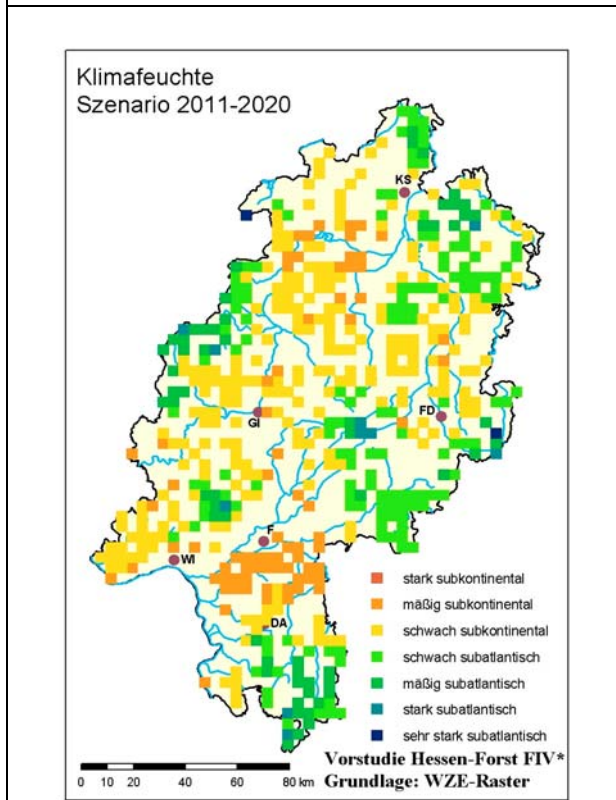 Klimafeuchte
Szenario 2011-2020
KS
FD
GI
F
WI
DA
stark subkontental
mäßig subkontinental
schwach subkontinental
schwach subatlantisch
mäßig subatlantisch
stark subatlantisch
sehr stark subatlantisch
Vorstudie Hessen-Forst FIV*
Grundlage: WZE-Raster
0 10 20 40 60 80 km